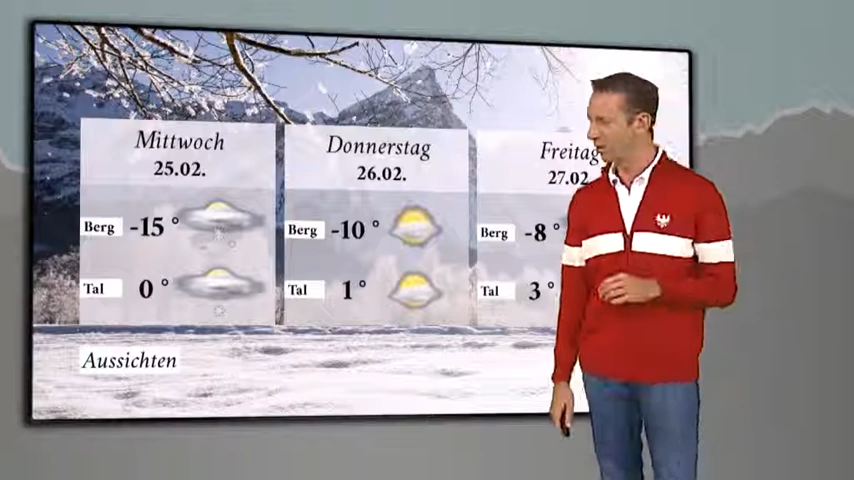 Mittwoch
25.02.
Berg -15°
Tal 0°
Donnerstag
26.02.
Berg -10°
Tal 1°
Freitag
27.02
Berg -8°
Tal 3°
Aussichten